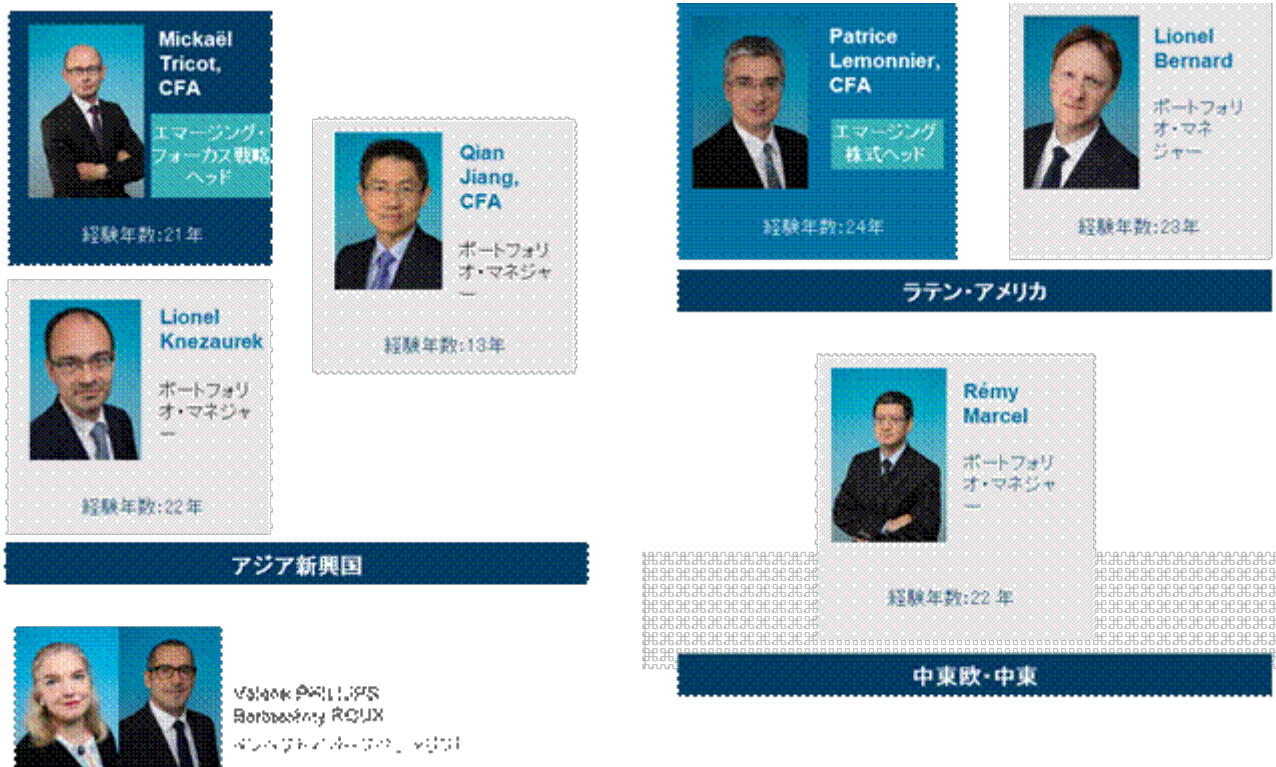 Mickaël
Tricot,
CFA
エマージング・
フォーカス戦略
ヘッド
経験年数:21年
Qian
Jiang,
CFA
ポートフォリ
オ・マネジャ
ー
経験年数:13年
Lionel
Knezaurek
ポートフォリ
オ・マネジャ
ー
経験年数:22年
アジア新興国
PHILLIPS
ROUX
Patrice
Lemonnier,
CFA
エマージング
株式ヘッド
経験年数:24年
Lionel
Bernard
ポートフォリ
オ・マネ
ジャー
経験年数:23年
ラテン・アメリカ
Rémy
Marcel
ポートフォリ
オ・マネジャ
ー
経験年数:22 年
中東欧・中東